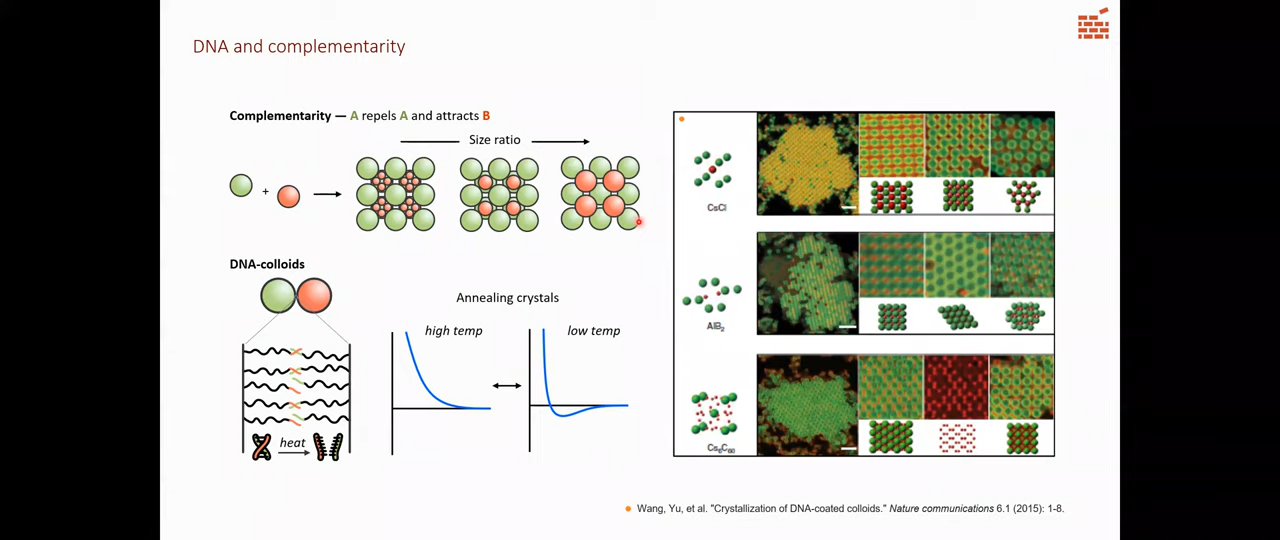 DNA and complementarity
Complementarity — A repels A and attracts B
Size ratio
+
DNA-colloids
Annealing crystals
high temp
low temp
heat
CsCl
AlB₂
Cs₆C₆₀
Wang, Yu, et al. "Crystallization of DNA-coated colloids." Nature communications 6.1 (2015): 1-8.